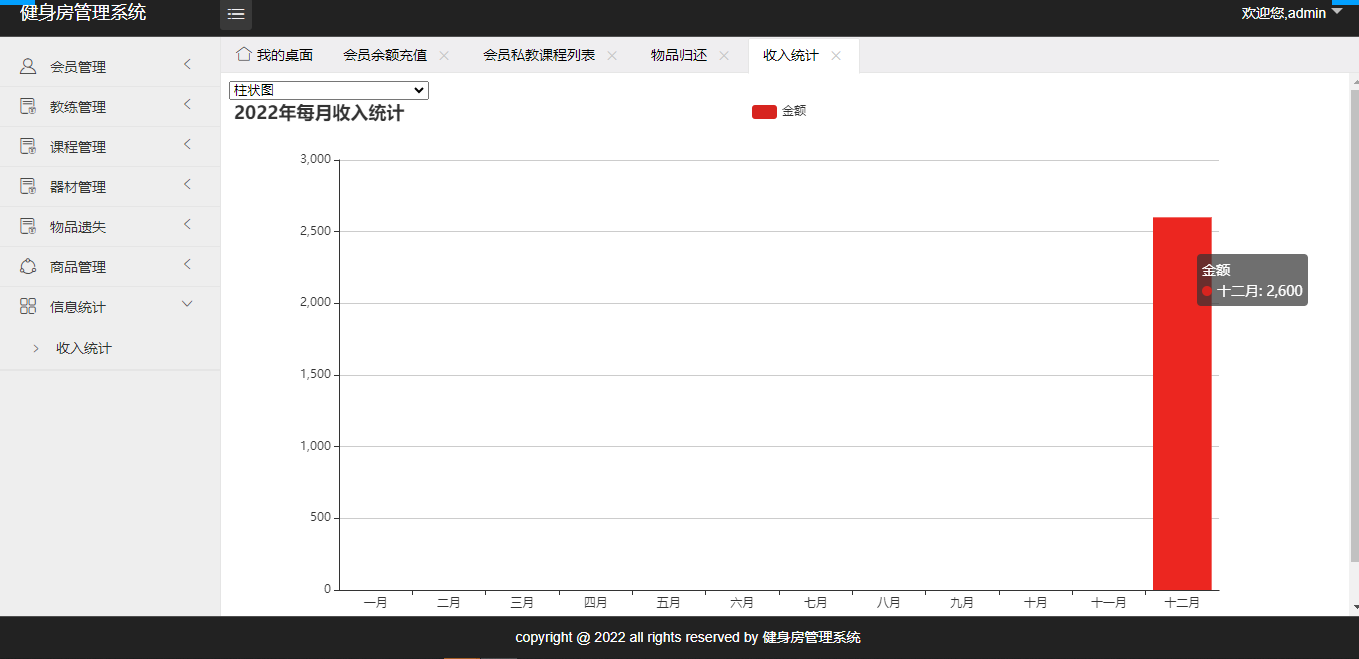 健身房管理系统
欢迎您,admin
会员管理
教练管理
课程管理
器材管理
物品遗失
商品管理
信息统计
收入统计
我的桌面 会员余额充值 会员私教课程列表 物品归还 收入统计
柱状图
2022年每月收入统计
金额
3,000
2,500
2,000
1,500
1,000
500
0
金额
十二月: 2,600
一月 二月 三月 四月 五月 六月 七月 八月 九月 十月 十一月 十二月
copyright @ 2022 all rights reserved by 健身房管理系统